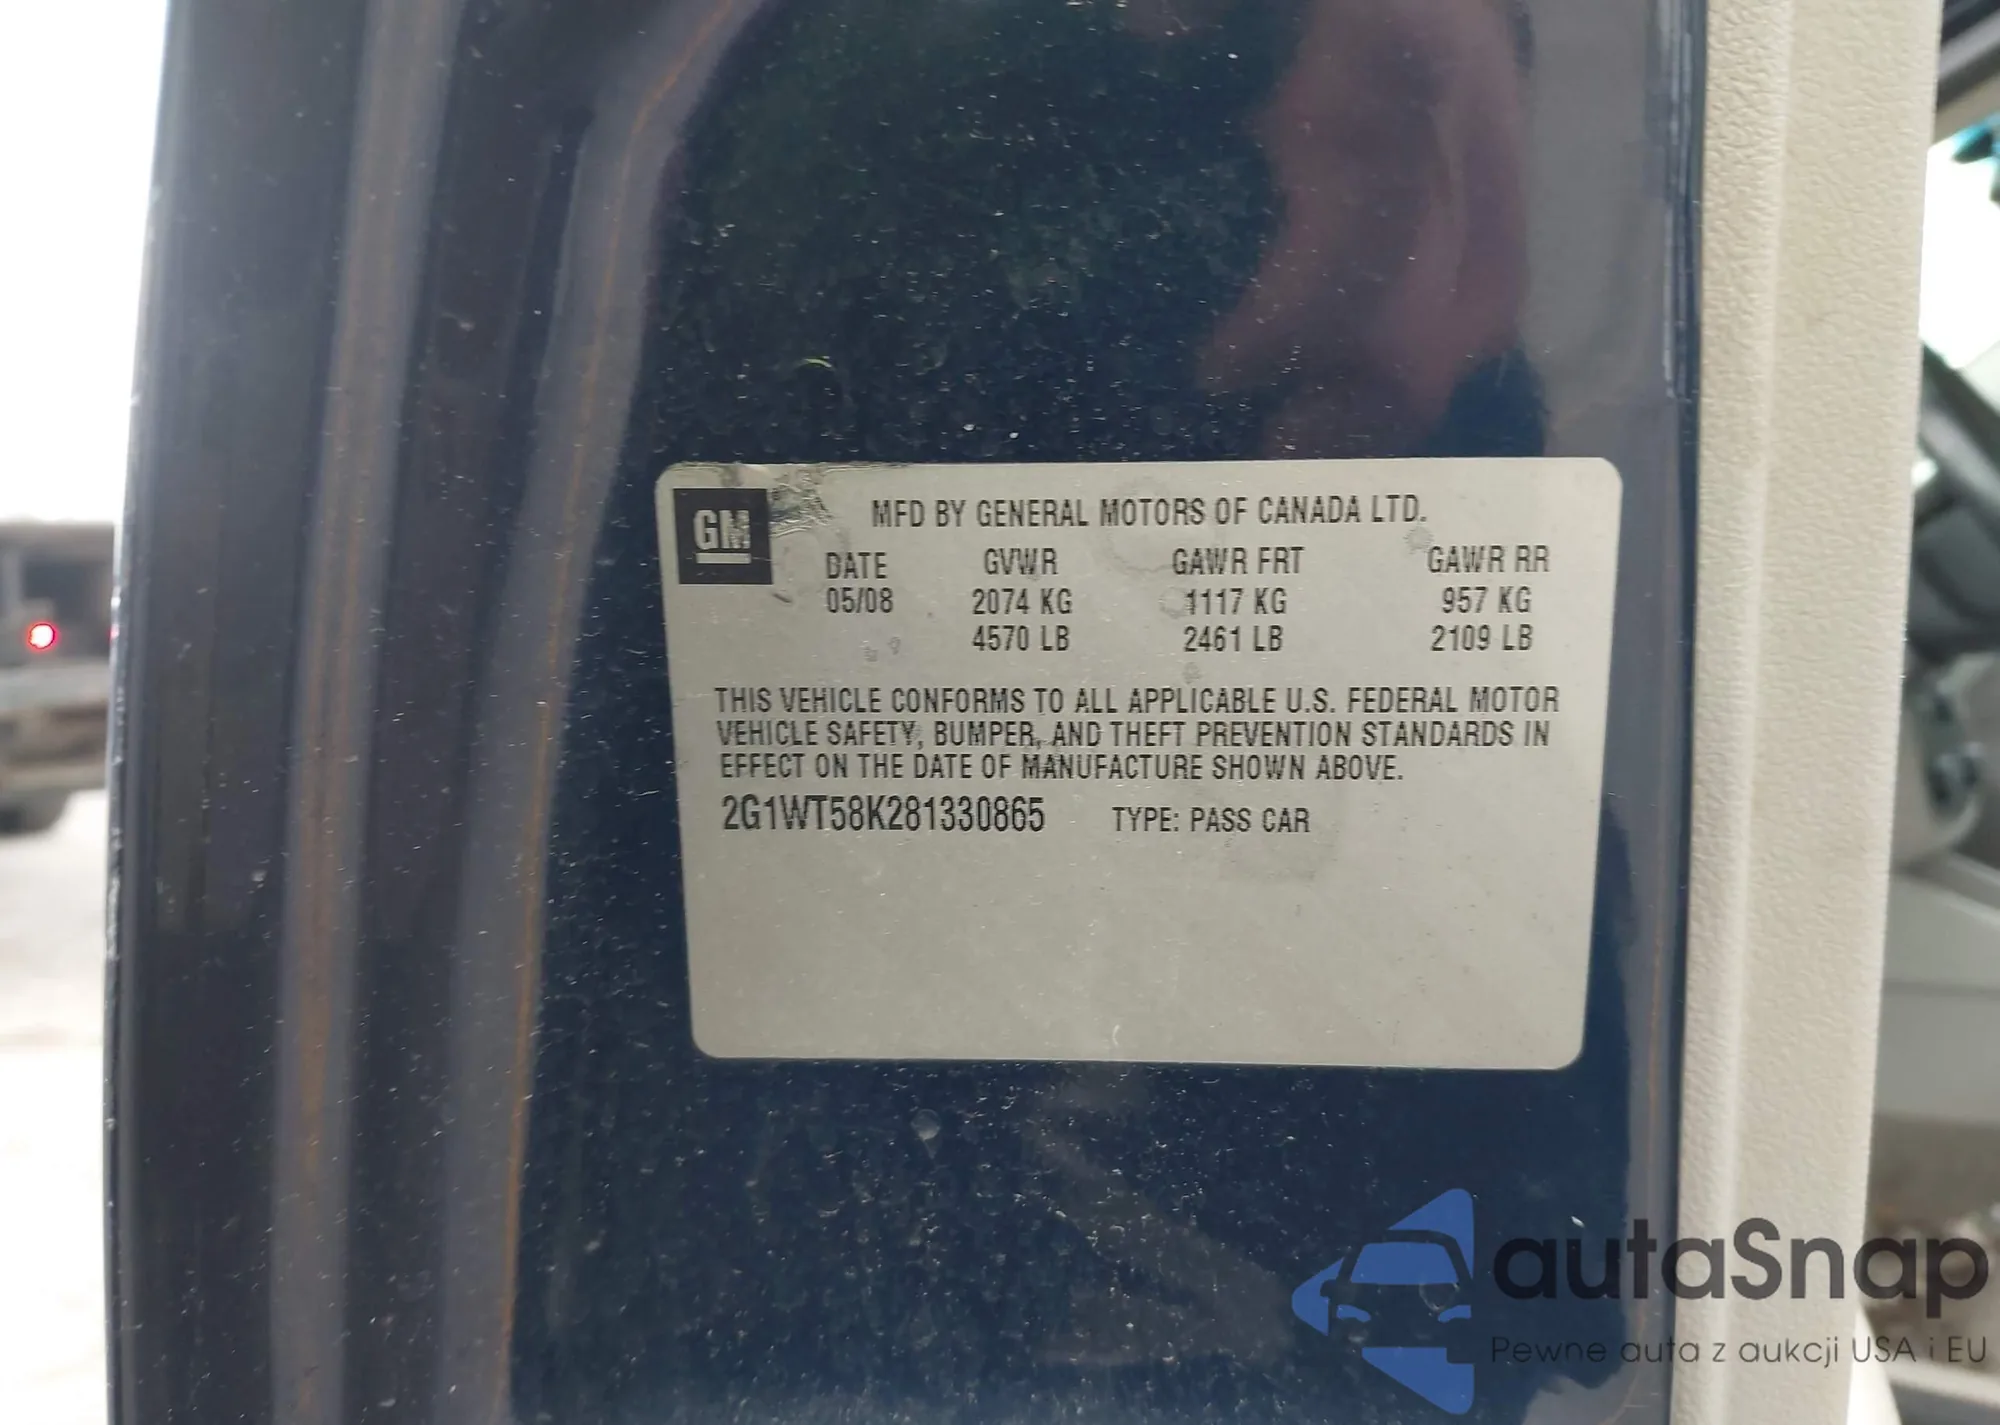 GM
MFD BY GENERAL MOTORS OF CANADA LTD.
DATE GVWR GAWR FRT GAWR RR
05/08 2074 KG 1117 KG 957 KG
4570 LB 2461 LB 2109 LB
THIS VEHICLE CONFORMS TO ALL APPLICABLE U.S. FEDERAL MOTOR
VEHICLE SAFETY, BUMPER, AND THEFT PREVENTION STANDARDS IN
EFFECT ON THE DATE OF MANUFACTURE SHOWN ABOVE.
2G1WT58K281330865 TYPE: PASS CAR
autaSnap
Pewne auta z aukcji USA i EU